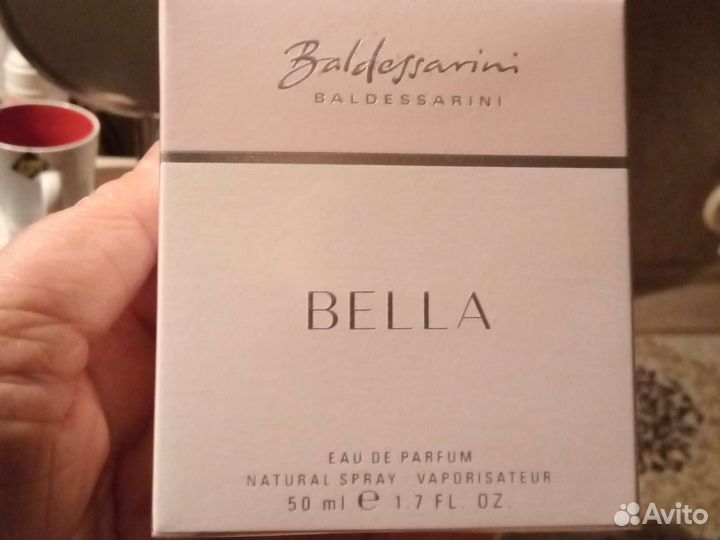 Baldessarini
BALDESSARINI
BELLA
EAU DE PARFUM
NATURAL SPRAY VAPORISATEUR
50 ml ℮ 1.7 FL. OZ.
Avito